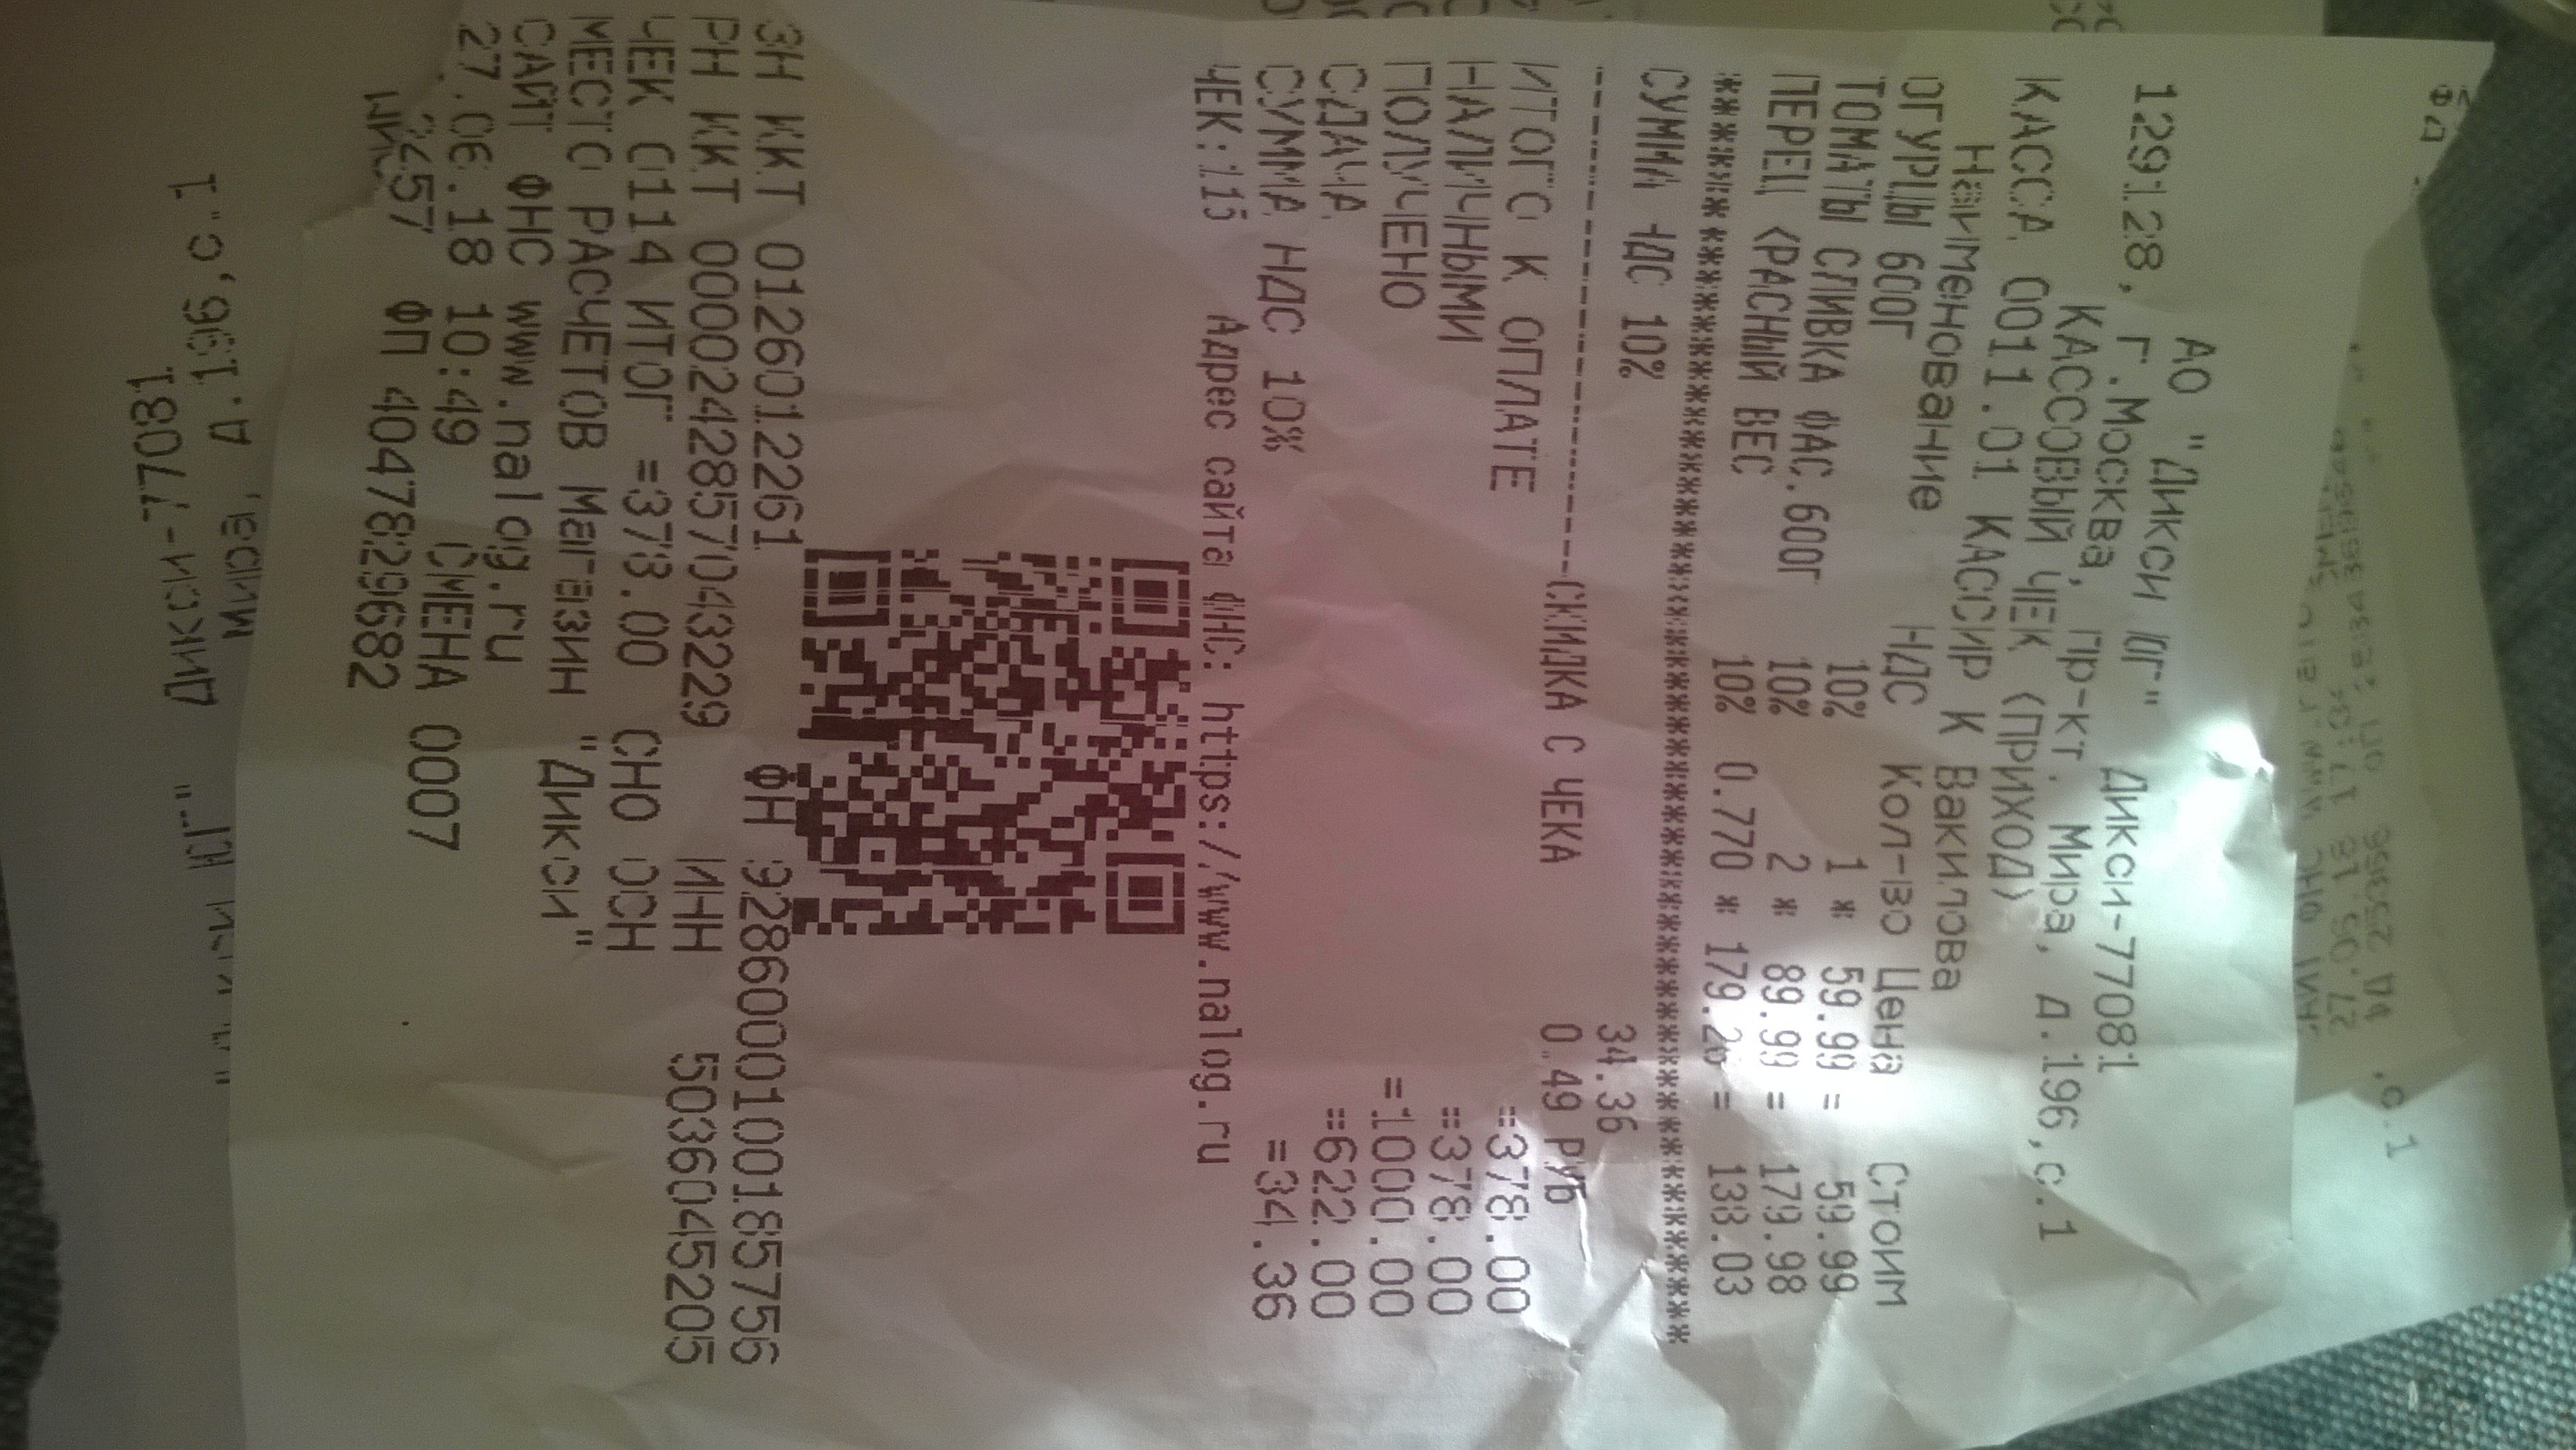 АО "Дикси Юг" Дикси-77081
129128, Г.Москва, пр-кт. Мира, д.196,с.1
КАССОВЫЙ ЧЕК (ПРИХОД)
КАССА 0011.01 КАССИР К Вакилова
Наименование НДС Кол-во Цена Стоим
ОГУРЦЫ 600Г 10% 1 * 59.99 = 59.99
ТОМАТЫ СЛИВКА ФАС.600Г 10% 2 * 89.99 = 179.98
ПЕРЕЦ КРАСНЫЙ ВЕС 10% 0.770 * 179.26 = 138.03
************************************************
СУММА НДС 10% 34.36
------------------------СКИДКА С ЧЕКА 0.49 РУБ
ИТОГО К ОПЛАТЕ =378.00
НАЛИЧНЫМИ =378.00
ПОЛУЧЕНО =1000.00
СДАЧА =622.00
СУММА НДС 10% =34.36
ЧЕК:115 Адрес сайта ФНС: https://www.nalog.ru
ЗН ККТ 0126012261 ФН 9286000100185756
РН ККТ 0000242857043229 ИНН 5036045205
ЧЕК 0114 ИТОГ =378.00 СНО ОСН
МЕСТО РАСЧЕТОВ Магазин "Дикси"
САЙТ ФНС www.nalog.ru
27.06.18 10:49 СМЕНА 0007
ФП 4047829682
Дикси-77081
Мира, д.196,с.1